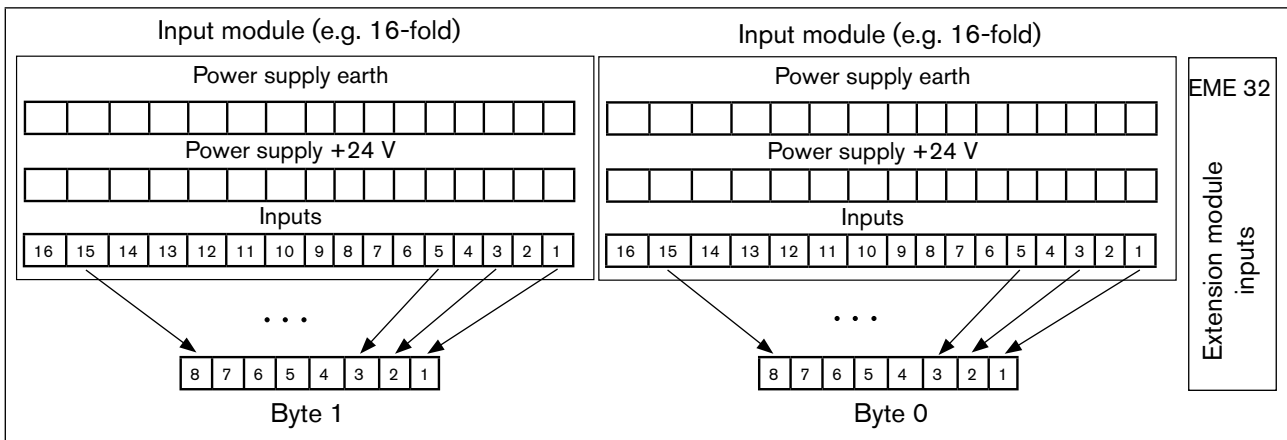 Input module (e.g. 16-fold)
Power supply earth
Power supply +24 V
Inputs
16 15 14 13 12 11 10 9 8 7 6 5 4 3 2 1
. . .
8 7 6 5 4 3 2 1
Byte 1
Input module (e.g. 16-fold)
Power supply earth
Power supply +24 V
Inputs
16 15 14 13 12 11 10 9 8 7 6 5 4 3 2 1
. . .
8 7 6 5 4 3 2 1
Byte 0
EME 32
Extension module
inputs